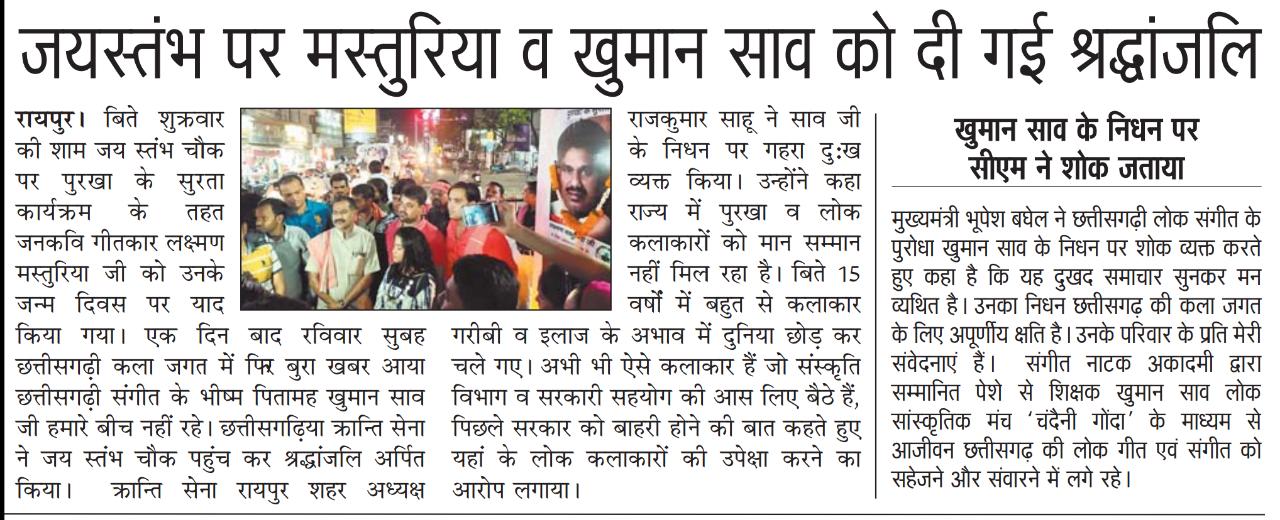 जयस्तंभ पर मस्तुरिया व खुमान साव को दी गई श्रद्धांजलि
रायपुर। बिते शुक्रवार
की शाम जय स्तंभ चौक
पर पुरखा के सुरता
कार्यक्रम के तहत
जनकवि गीतकार लक्ष्मण
मस्तुरिया जी को उनके
जन्म दिवस पर याद
किया गया। एक दिन बाद रविवार सुबह
छत्तीसगढ़ी कला जगत में फिर बुरा खबर आया
छत्तीसगढ़ी संगीत के भीष्म पितामह खुमान साव
जी हमारे बीच नहीं रहे। छत्तीसगढ़िया क्रान्ति सेना
ने जय स्तंभ चौक पहुंच कर श्रद्धांजलि अर्पित
किया। क्रान्ति सेना रायपुर शहर अध्यक्ष
राजकुमार साहू ने साव जी
के निधन पर गहरा दु:ख
व्यक्त किया। उन्होंने कहा
राज्य में पुरखा व लोक
कलाकारों को मान सम्मान
नहीं मिल रहा है। बिते 15
वर्षों में बहुत से कलाकार
गरीबी व इलाज के अभाव में दुनिया छोड़ कर
चले गए। अभी भी ऐसे कलाकार हैं जो संस्कृति
विभाग व सरकारी सहयोग की आस लिए बैठे हैं,
पिछले सरकार को बाहरी होने की बात कहते हुए
यहां के लोक कलाकारों की उपेक्षा करने का
आरोप लगाया।
खुमान साव के निधन पर
सीएम ने शोक जताया
मुख्यमंत्री भूपेश बघेल ने छत्तीसगढ़ी लोक संगीत के
पुरोधा खुमान साव के निधन पर शोक व्यक्त करते
हुए कहा है कि यह दुखद समाचार सुनकर मन
व्यथित है। उनका निधन छत्तीसगढ़ की कला जगत
के लिए अपूर्णीय क्षति है। उनके परिवार के प्रति मेरी
संवेदनाएं हैं। संगीत नाटक अकादमी द्वारा
सम्मानित पेशे से शिक्षक खुमान साव लोक
सांस्कृतिक मंच ‘चंदैनी गोंदा’ के माध्यम से
आजीवन छत्तीसगढ़ की लोक गीत एवं संगीत को
सहेजने और संवारने में लगे रहे।